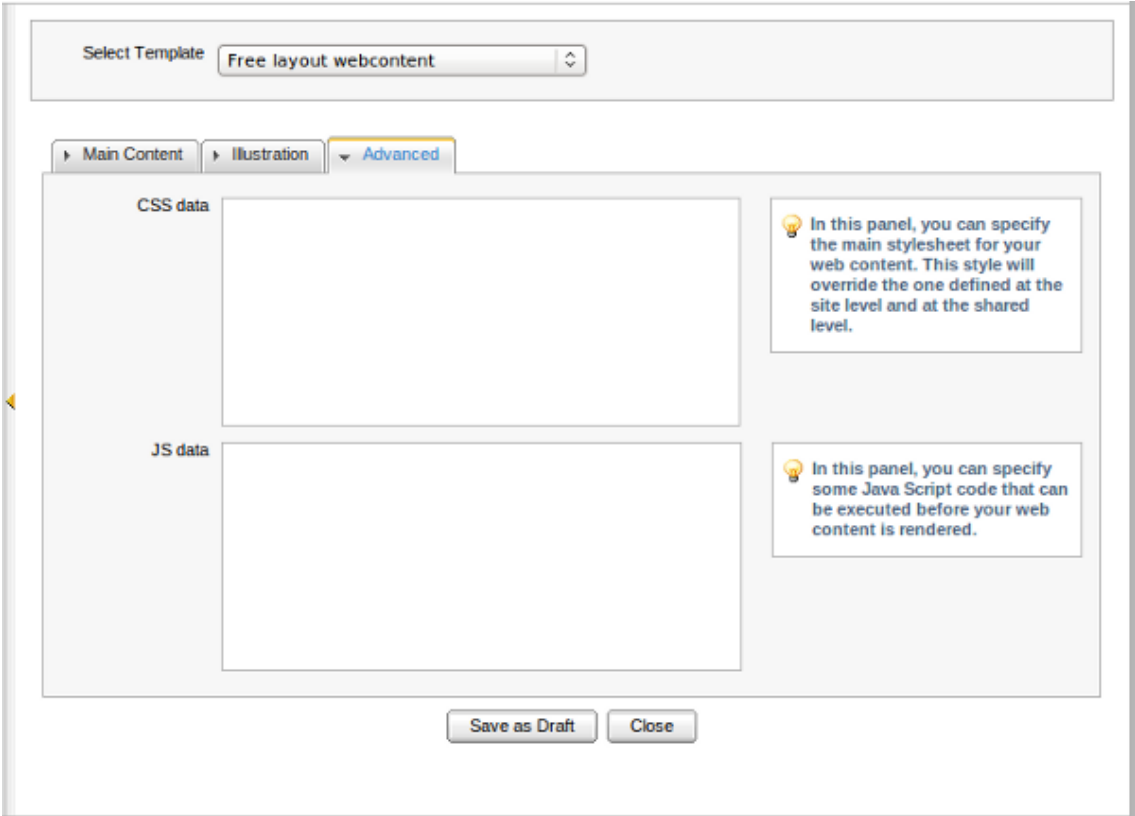 Select Template
Free layout webcontent
Main Content
Illustration
Advanced
CSS data
In this panel, you can specify
the main stylesheet for your
web content. This style will
override the one defined at the
site level and at the shared
level.
JS data
In this panel, you can specify
some Java Script code that can
be executed before your web
content is rendered.
Save as Draft
Close